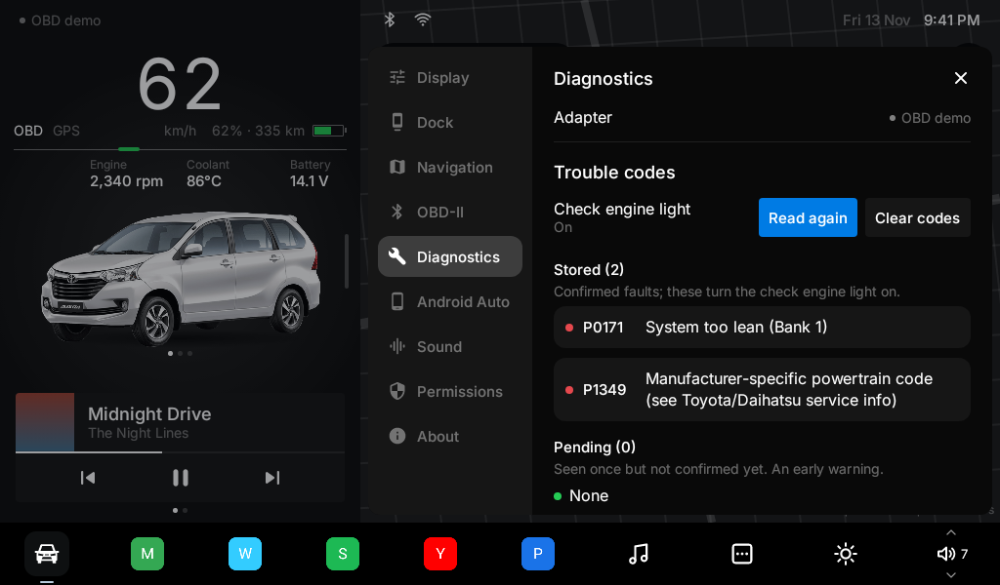 OBD demo
Fri 13 Nov 9:41 PM
62
OBD GPS km/h 62% · 335 km
Engine
2,340 rpm
Coolant
86°C
Battery
14.1 V
Midnight Drive
The Night Lines
Display
Dock
Navigation
OBD-II
Diagnostics
Android Auto
Sound
Permissions
About
Diagnostics
Adapter
OBD demo
Trouble codes
Check engine light
On
Read again
Clear codes
Stored (2)
Confirmed faults; these turn the check engine light on.
P0171 System too lean (Bank 1)
P1349 Manufacturer-specific powertrain code
(see Toyota/Daihatsu service info)
Pending (0)
Seen once but not confirmed yet. An early warning.
None
M W S Y P 7